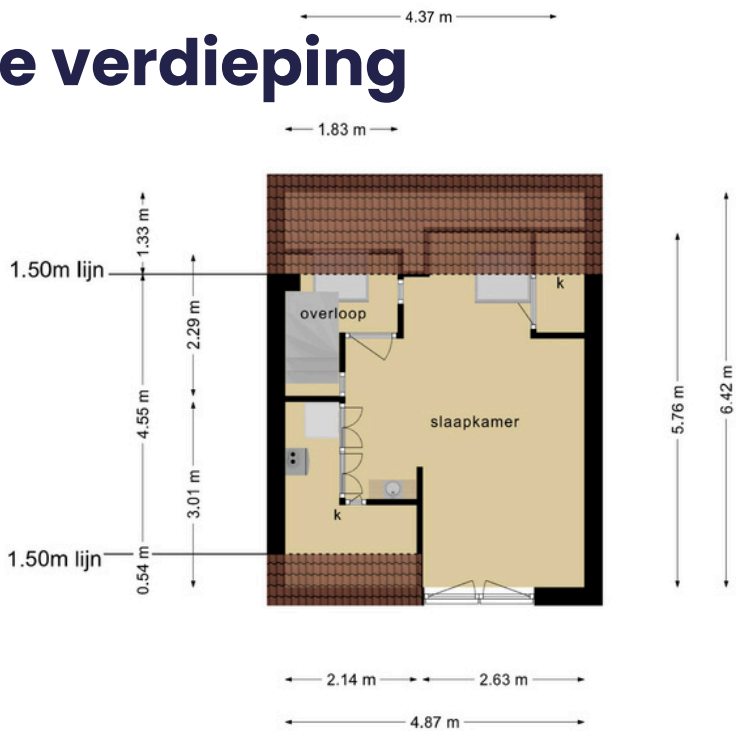 4.37 m
e verdieping
1.83 m
1.33 m
1.50m lijn
k
overloop
2.29 m
4.55 m
slaapkamer
5.76 m
6.42 m
3.01 m
k
1.50m lijn
0.54 m
2.14 m
2.63 m
4.87 m